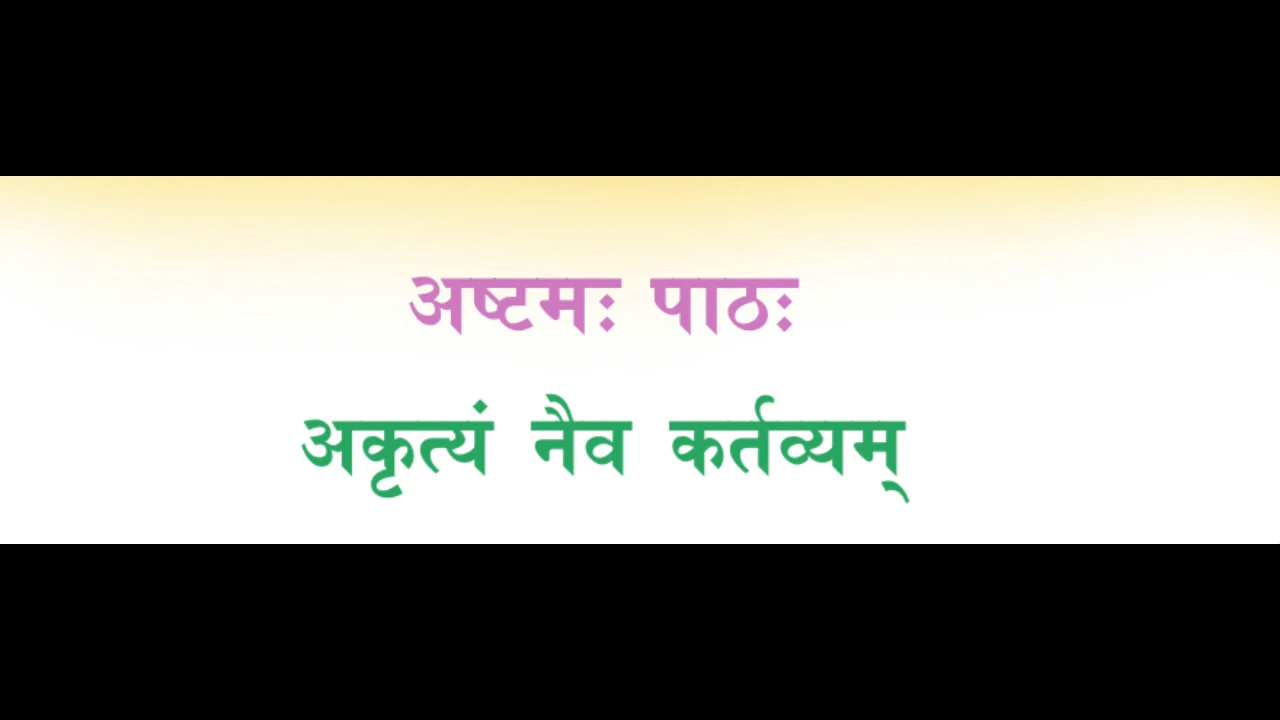 अष्टमः पाठः
अकृत्यं नैव कर्तव्यम्